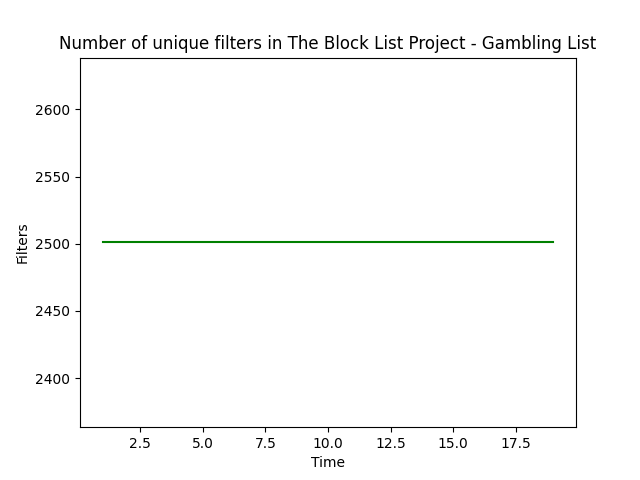 Number of unique filters in The Block List Project - Gambling List
2600
2550
2500
2450
2400
Filters
2.5 5.0 7.5 10.0 12.5 15.0 17.5
Time